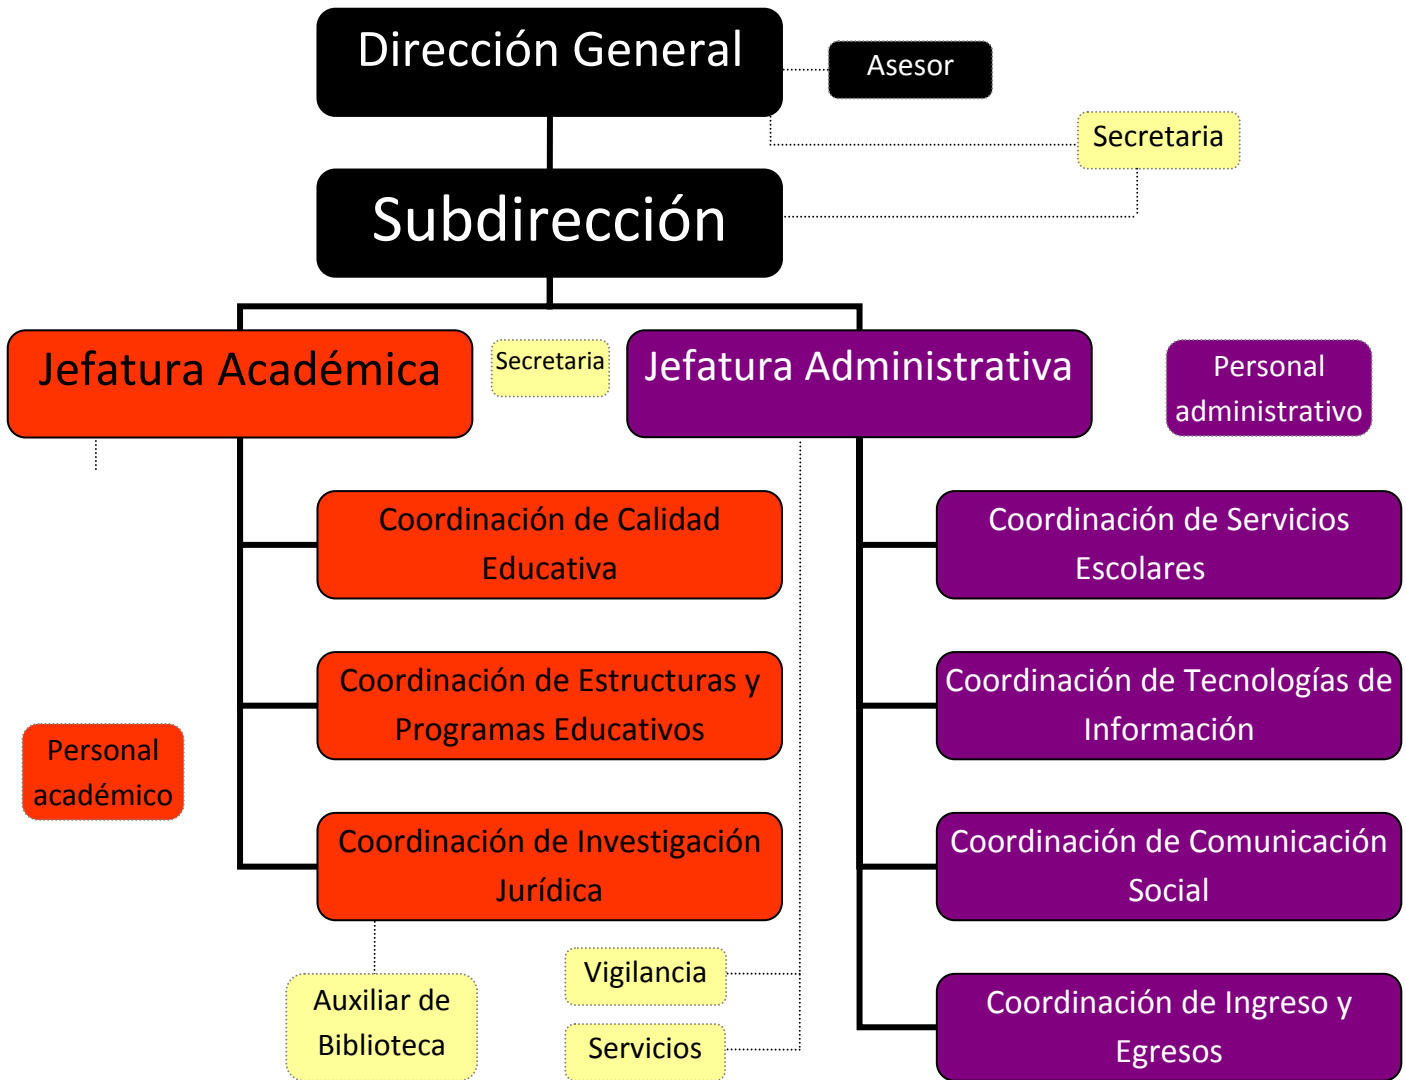 Dirección General
Asesor
Secretaria
Subdirección
Jefatura Académica
Secretaria
Jefatura Administrativa
Personal
administrativo
Coordinación de Calidad
Educativa
Coordinación de Servicios
Escolares
Coordinación de Estructuras y
Programas Educativos
Coordinación de Tecnologías de
Información
Personal
académico
Coordinación de Investigación
Jurídica
Coordinación de Comunicación
Social
Auxiliar de
Biblioteca
Vigilancia
Servicios
Coordinación de Ingreso y
Egresos